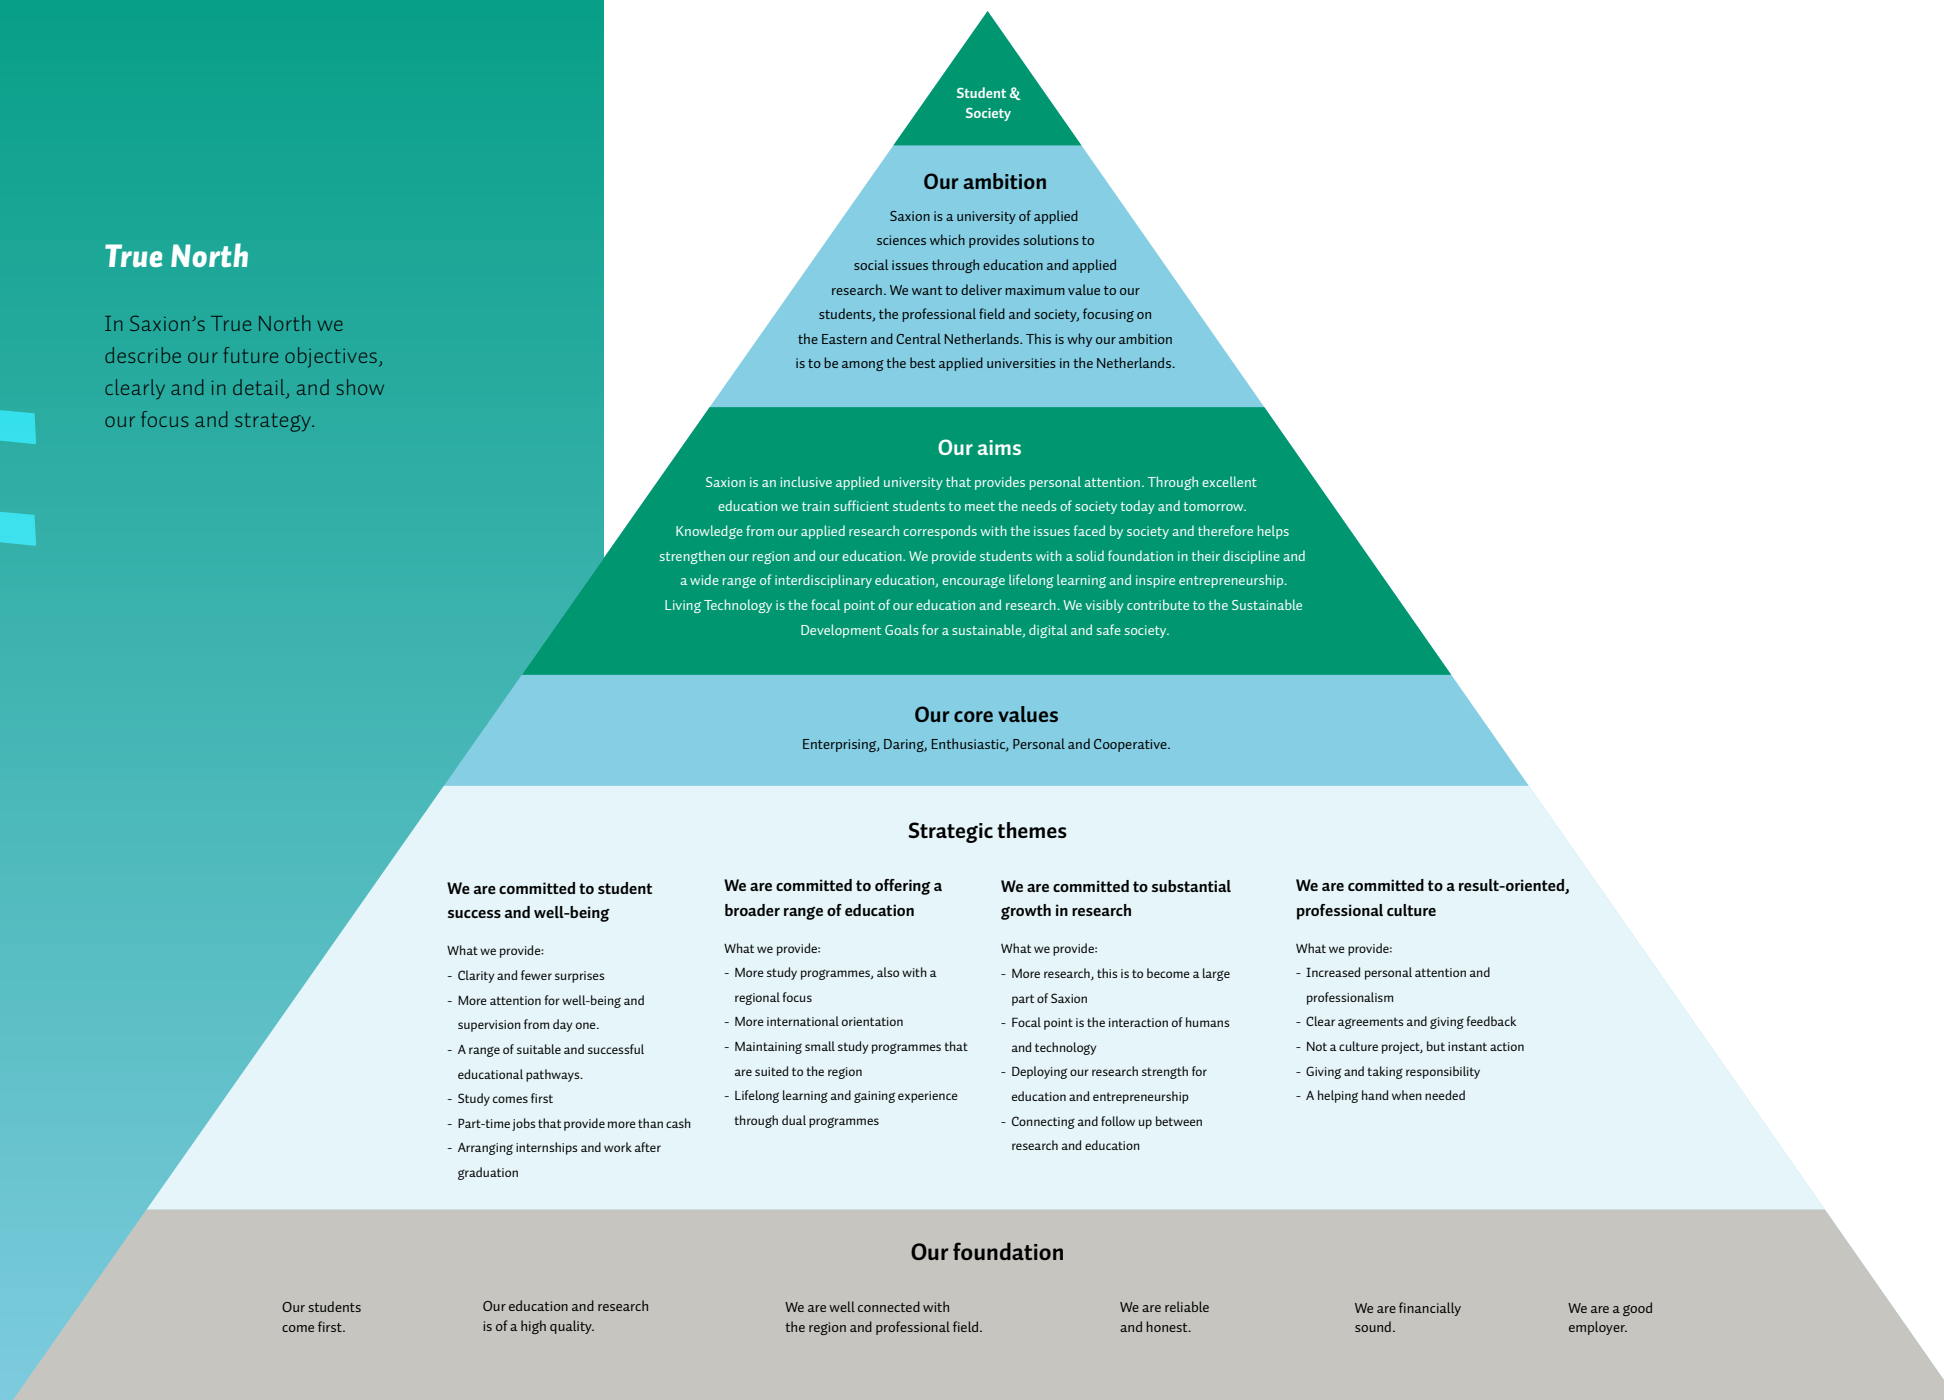 True North
In Saxion’s True North we
describe our future objectives,
clearly and in detail, and show
our focus and strategy.
Student &
Society
Our ambition
Saxion is a university of applied
sciences which provides solutions to
social issues through education and applied
research. We want to deliver maximum value to our
students, the professional field and society, focusing on
the Eastern and Central Netherlands. This is why our ambition
is to be among the best applied universities in the Netherlands.
Our aims
Saxion is an inclusive applied university that provides personal attention. Through excellent
education we train sufficient students to meet the needs of society today and tomorrow.
Knowledge from our applied research corresponds with the issues faced by society and therefore helps
strengthen our region and our education. We provide students with a solid foundation in their discipline and
a wide range of interdisciplinary education, encourage lifelong learning and inspire entrepreneurship.
Living Technology is the focal point of our education and research. We visibly contribute to the Sustainable
Development Goals for a sustainable, digital and safe society.
Our core values
Enterprising, Daring, Enthusiastic, Personal and Cooperative.
Strategic themes
We are committed to student
success and well-being
What we provide:
- Clarity and fewer surprises
- More attention for well-being and
supervision from day one.
- A range of suitable and successful
educational pathways.
- Study comes first
- Part-time jobs that provide more than cash
- Arranging internships and work after
graduation
We are committed to offering a
broader range of education
What we provide:
- More study programmes, also with a
regional focus
- More international orientation
- Maintaining small study programmes that
are suited to the region
- Lifelong learning and gaining experience
through dual programmes
We are committed to substantial
growth in research
What we provide:
- More research, this is to become a large
part of Saxion
- Focal point is the interaction of humans
and technology
- Deploying our research strength for
education and entrepreneurship
- Connecting and follow up between
research and education
We are committed to a result-oriented,
professional culture
What we provide:
- Increased personal attention and
professionalism
- Clear agreements and giving feedback
- Not a culture project, but instant action
- Giving and taking responsibility
- A helping hand when needed
Our foundation
Our students
come first.
Our education and research
is of a high quality.
We are well connected with
the region and professional field.
We are reliable
and honest.
We are financially
sound.
We are a good
employer.